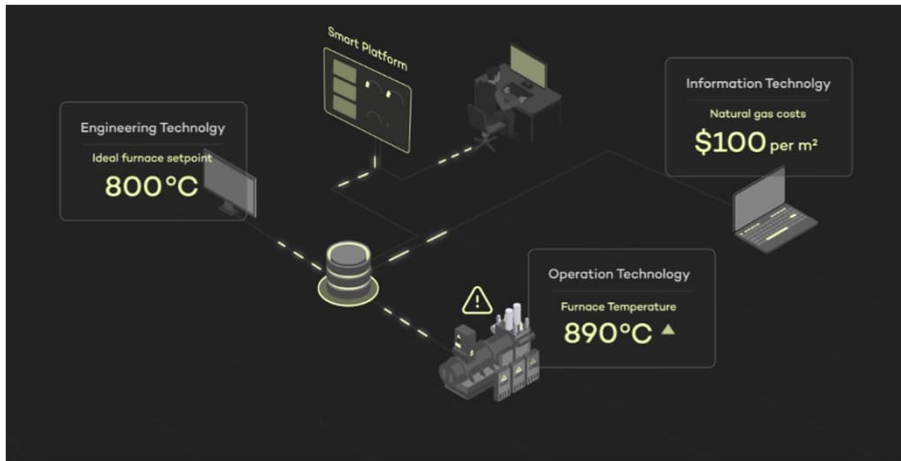 Smart Platform
Engineering Technolgy
Ideal furnace setpoint
800°C
Information Technolgy
Natural gas costs
$100 per m²
Operation Technology
Furnace Temperature
890°C